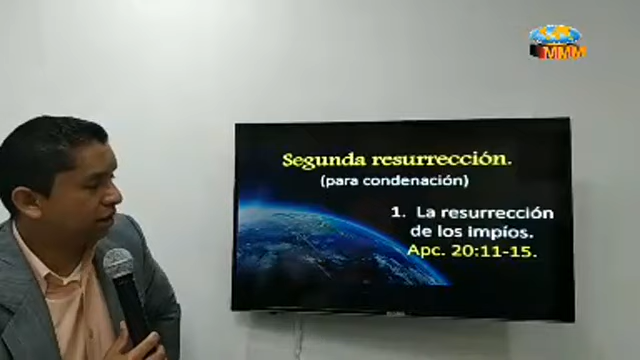 MMM
Segunda resurrección.
(para condenación)
1. La resurrección
de los impíos.
Apc. 20:11-15.